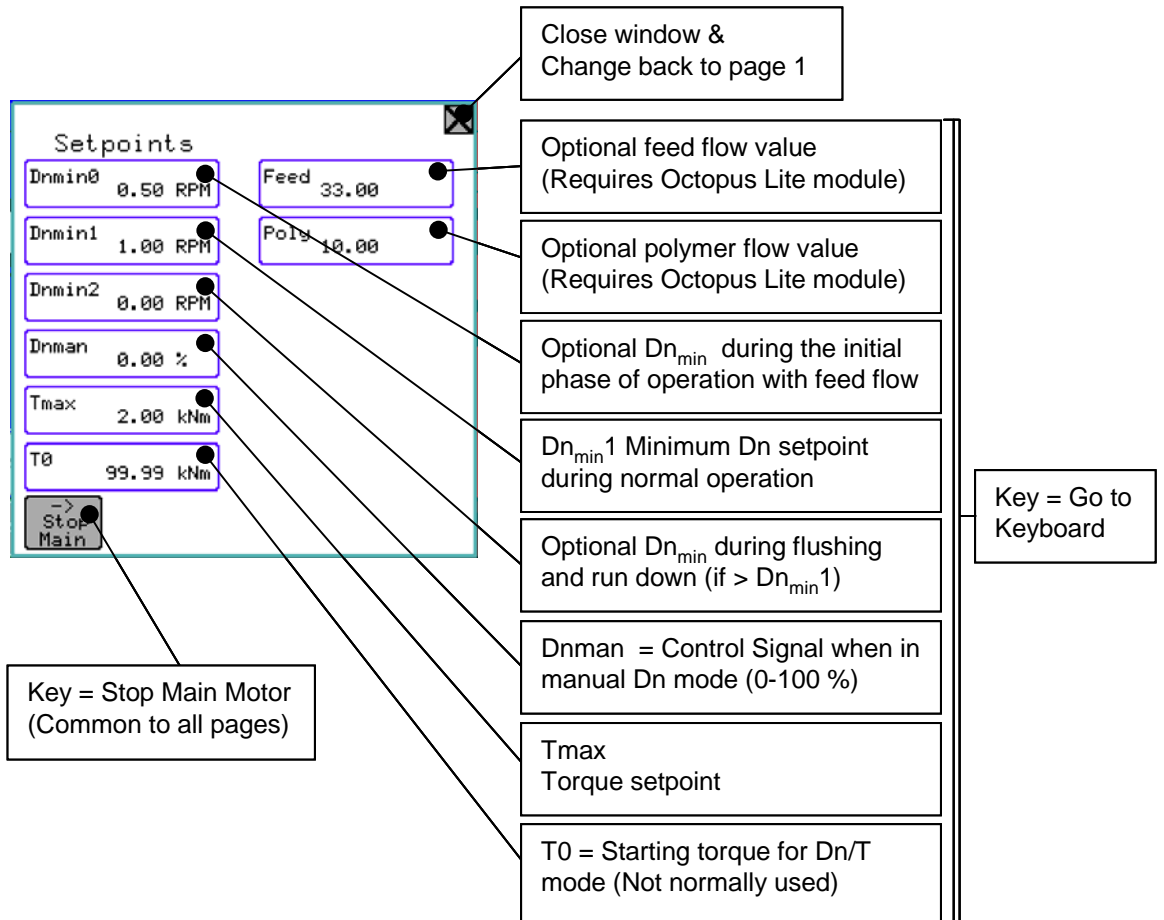 Close window &
Change back to page 1
Setpoints
Dnmin0
0.50 RPM
Feed
33.00
Dnmin1
1.00 RPM
Poly
10.00
Dnmin2
0.00 RPM
Dnman
0.00 %
Tmax
2.00 kNm
T0
99.99 kNm
->
Stop
Main
Key = Stop Main Motor
(Common to all pages)
Optional feed flow value
(Requires Octopus Lite module)
Optional polymer flow value
(Requires Octopus Lite module)
Optional Dnmin during the initial
phase of operation with feed flow
Dnmin1 Minimum Dn setpoint
during normal operation
Optional Dnmin during flushing
and run down (if > Dnmin1)
Dnman = Control Signal when in
manual Dn mode (0-100 %)
Tmax
Torque setpoint
T0 = Starting torque for Dn/T
mode (Not normally used)
Key = Go to
Keyboard